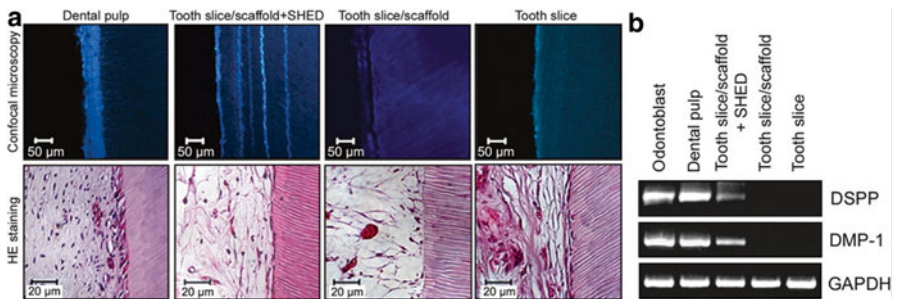 a
Dental pulp
Tooth slice/scaffold+SHED
Tooth slice/scaffold
Tooth slice
Confocal microscopy
50 µm
50 µm
50 µm
50 µm
HE staining
20 µm
20 µm
20 µm
20 µm
b
Odontoblast
Dental pulp
Tooth slice/scaffold
+ SHED
Tooth slice/scaffold
Tooth slice
DSPP
DMP-1
GAPDH